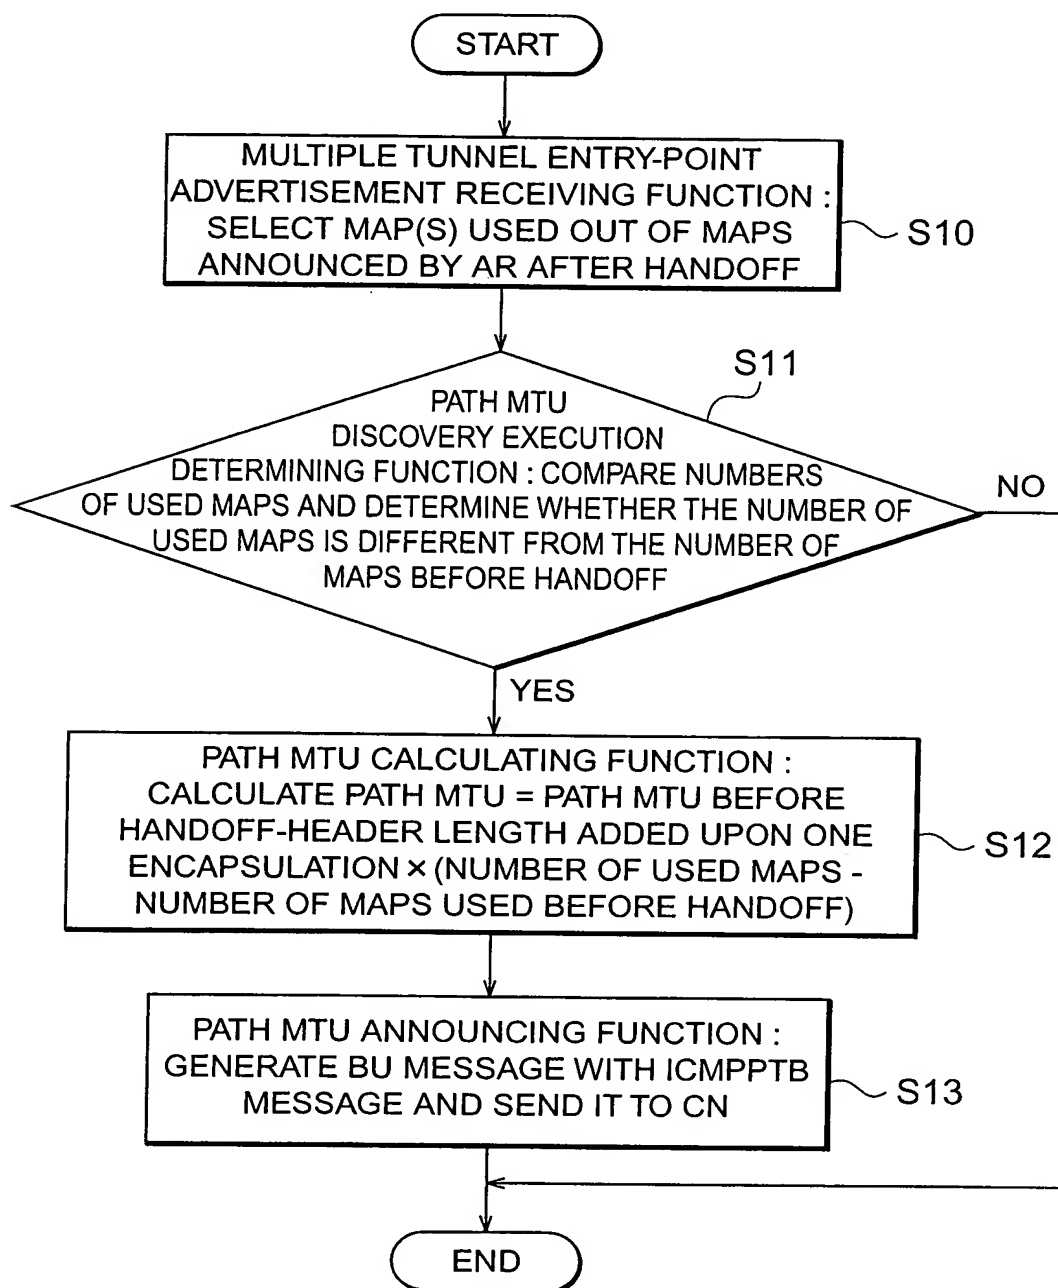 START
MULTIPLE TUNNEL ENTRY-POINT
ADVERTISEMENT RECEIVING FUNCTION :
SELECT MAP(S) USED OUT OF MAPS
ANNOUNCED BY AR AFTER HANDOFF
S10
S11
PATH MTU
DISCOVERY EXECUTION
DETERMINING FUNCTION : COMPARE NUMBERS
OF USED MAPS AND DETERMINE WHETHER THE NUMBER OF
USED MAPS IS DIFFERENT FROM THE NUMBER OF
MAPS BEFORE HANDOFF
NO
YES
PATH MTU CALCULATING FUNCTION :
CALCULATE PATH MTU = PATH MTU BEFORE
HANDOFF-HEADER LENGTH ADDED UPON ONE
ENCAPSULATION × (NUMBER OF USED MAPS -
NUMBER OF MAPS USED BEFORE HANDOFF)
S12
PATH MTU ANNOUNCING FUNCTION :
GENERATE BU MESSAGE WITH ICMPPTB
MESSAGE AND SEND IT TO CN
S13
END